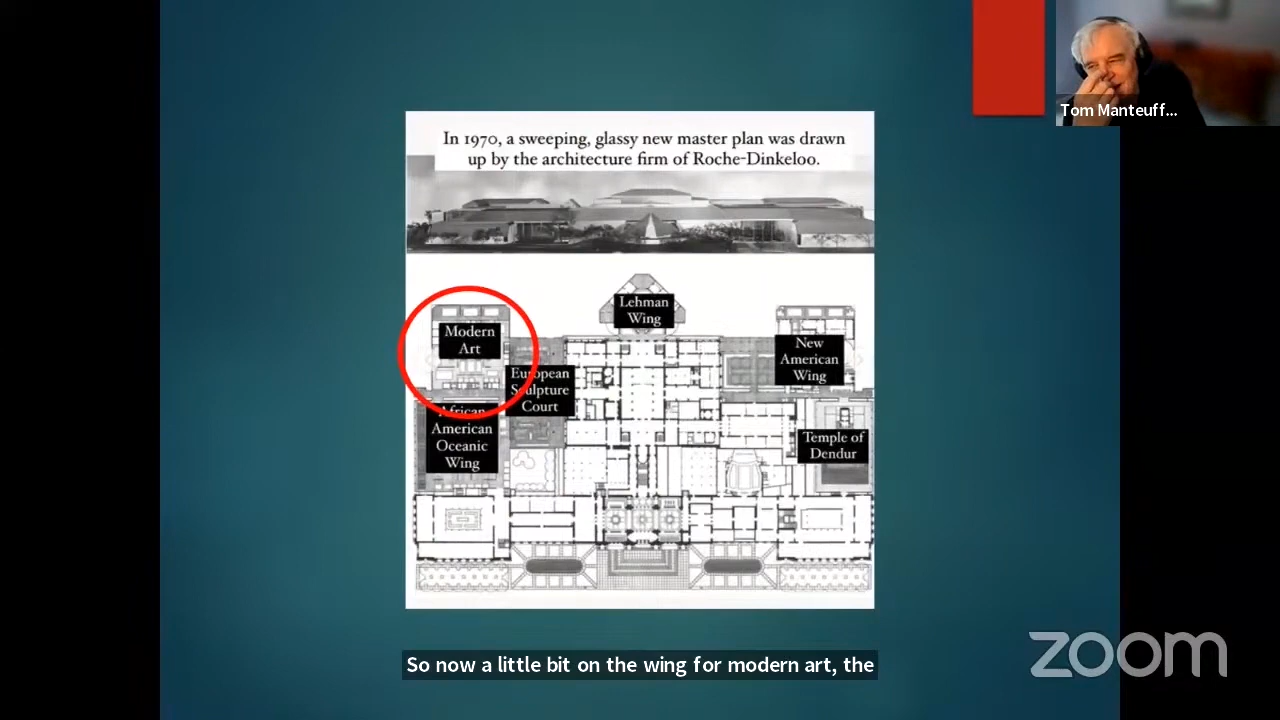 In 1970, a sweeping, glassy new master plan was drawn
up by the architecture firm of Roche-Dinkeloo.
Tom Manteuff...
Lehman
Wing
Modern
Art
New
American
Wing
European
Sculpture
Court
African
American
Oceanic
Wing
Temple of
Dendur
So now a little bit on the wing for modern art, the
zoom